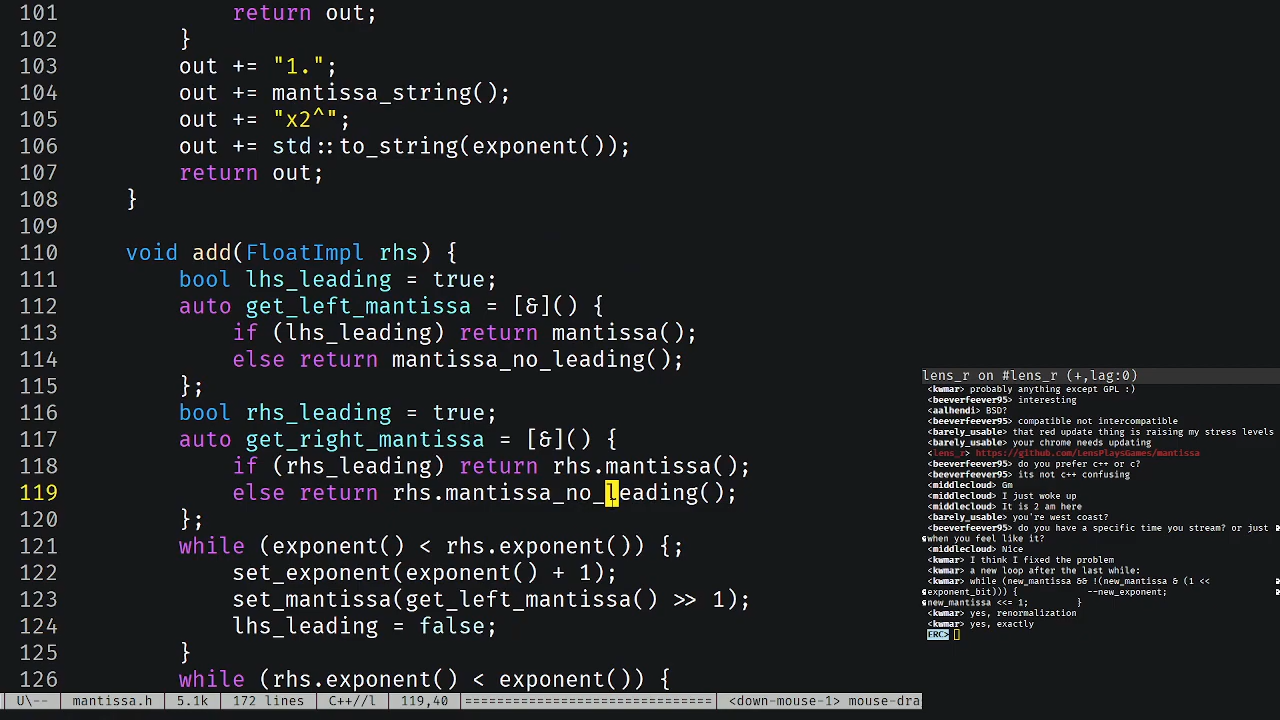 101             return out;
102         }
103         out += "1.";
104         out += mantissa_string();
105         out += "x2^";
106         out += std::to_string(exponent());
107         return out;
108     }
109
110     void add(FloatImpl rhs) {
111         bool lhs_leading = true;
112         auto get_left_mantissa = [&]() {
113             if (lhs_leading) return mantissa();
114             else return mantissa_no_leading();
115         };
116         bool rhs_leading = true;
117         auto get_right_mantissa = [&]() {
118             if (rhs_leading) return rhs.mantissa();
119             else return rhs.mantissa_no_leading();
120         };
121         while (exponent() < rhs.exponent()) {;
122             set_exponent(exponent() + 1);
123             set_mantissa(get_left_mantissa() >> 1);
124             lhs_leading = false;
125         }
126         while (rhs.exponent() < exponent()) {
U\-- mantissa.h 5.1k 172 lines C++//l 119,40 <down-mouse-1> mouse-dra
lens_r on #lens_r (+,lag:0)
<kwmar> probably anything except GPL :)
<beeverfeever95> interesting
<aalhendi> BSD?
<beeverfeever95> compatible not intercompatible
<barely_usable> that red update thing is raising my stress levels
<barely_usable> your chrome needs updating
<lens_r> https://github.com/LensPlaysGames/mantissa
<beeverfeever95> do you prefer c++ or c?
<beeverfeever95> its not c++ confusing
<middlecloud> Gm
<middlecloud> I just woke up
<middlecloud> It is 2 am here
<barely_usable> you're west coast?
<beeverfeever95> do you have a specific time you stream? or just
when you feel like it?
<middlecloud> Nice
<kwmar> I think I fixed the problem
<kwmar> a new loop after the last while:
<kwmar> while (new_mantissa && !(new_mantissa & (1 <<
exponent_bit))) { --new_exponent;
new_mantissa <<= 1; }
<kwmar> yes, renormalization
<kwmar> yes, exactly
ERC>